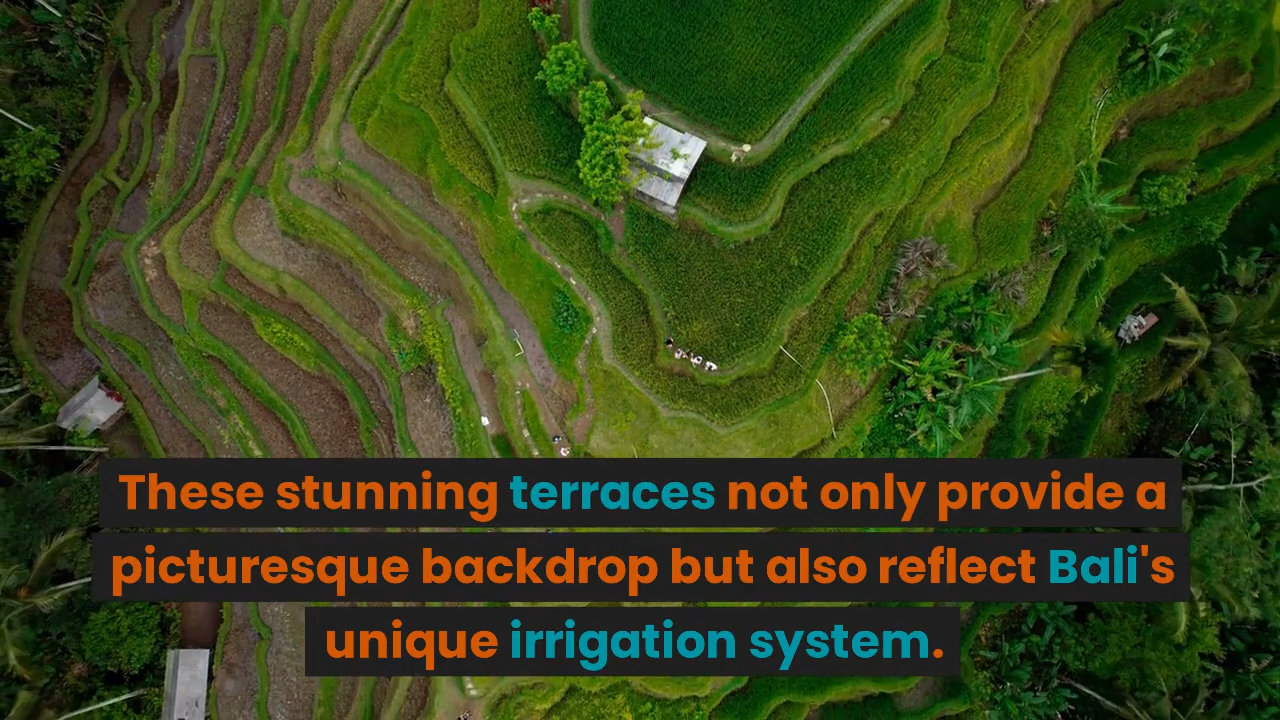 These stunning terraces not only provide a
picturesque backdrop but also reflect Bali's
unique irrigation system.